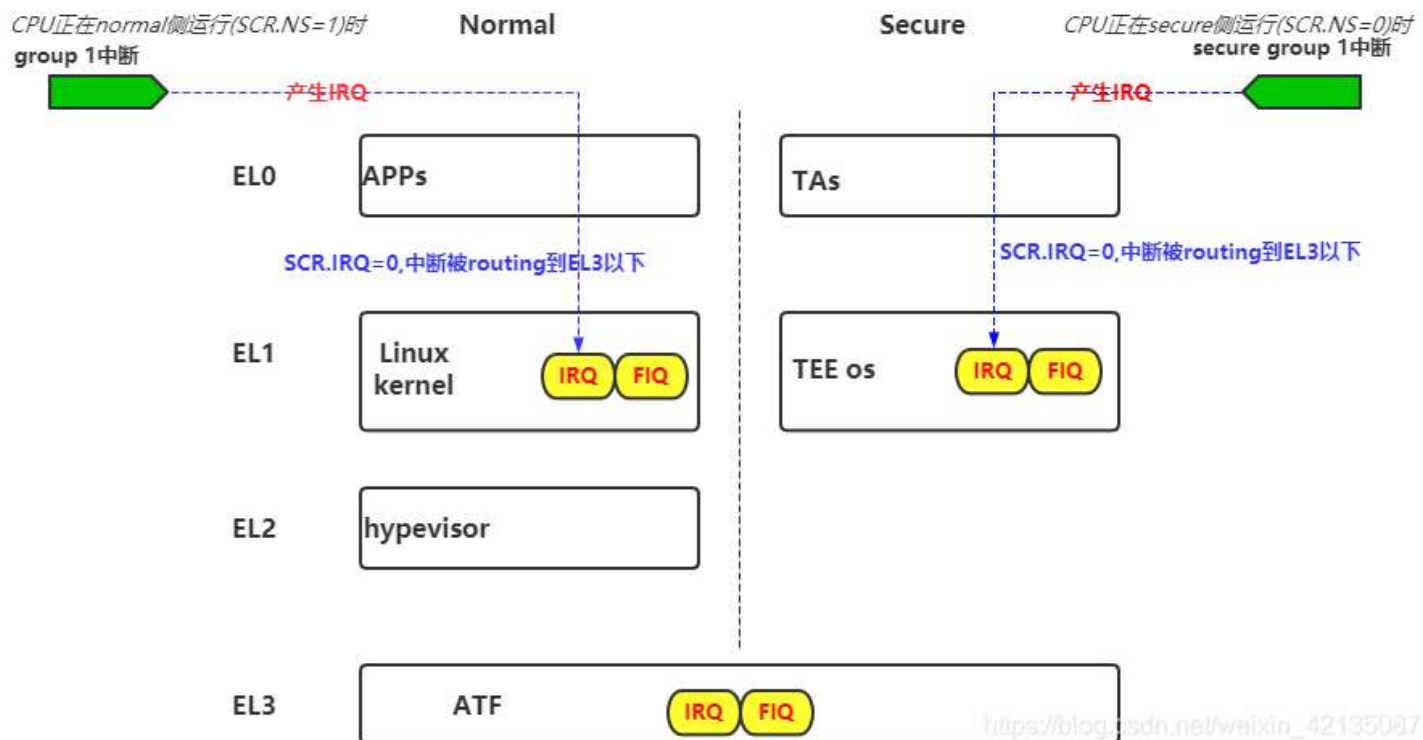 CPU正在normal侧运行(SCR.NS=1)时
Normal
Secure
CPU正在secure侧运行(SCR.NS=0)时
group 1中断
secure group 1中断
产生IRQ
产生IRQ
EL0
APPs
TAs
SCR.IRQ=0,中断被routing到EL3以下
SCR.IRQ=0,中断被routing到EL3以下
EL1
Linux
kernel
IRQ
FIQ
TEE os
IRQ
FIQ
EL2
hypevisor
EL3
ATF
IRQ
FIQ
https://blog.csdn.net/weixin_42135087